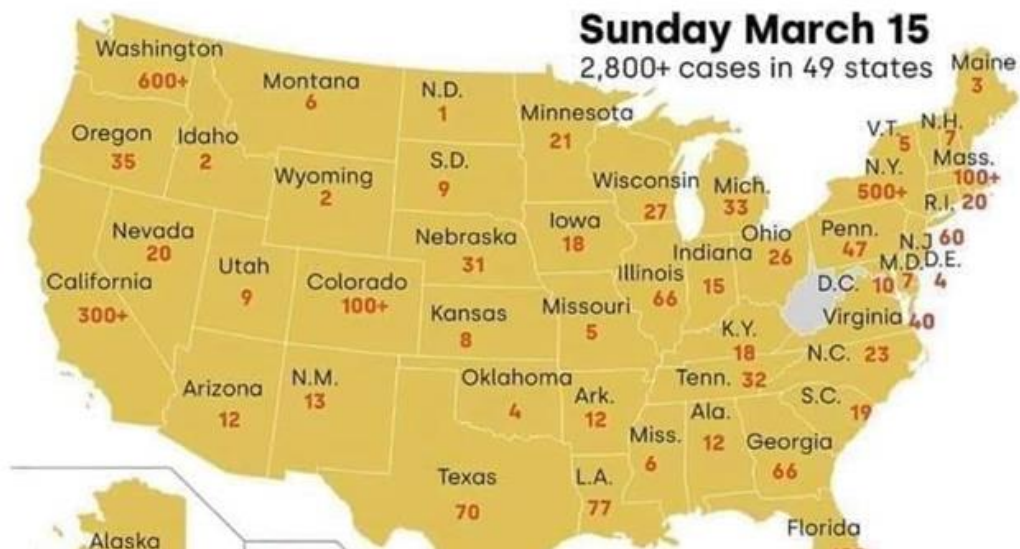 Sunday March 15
2,800+ cases in 49 states
Washington
600+
Montana
6
N.D.
1
Minnesota
21
Maine
3
Oregon
35
Idaho
2
Wyoming
2
S.D.
9
Wisconsin
27
Mich.
33
V.T.
5
N.H.
7
N.Y.
500+
Mass.
100+
R.I. 20
Nevada
20
Utah
9
Colorado
100+
Nebraska
31
Iowa
18
Illinois
66
Indiana
15
Ohio
26
Penn.
47
N.J 60
M.D.
7
D.E.
4
D.C. 10
California
300+
Kansas
8
Missouri
5
K.Y.
18
Virginia 40
Arizona
12
N.M.
13
Oklahoma
4
Ark.
12
Tenn. 32
N.C. 23
S.C.
19
Texas
70
L.A.
77
Miss.
6
Ala.
12
Georgia
66
Florida
Alaska